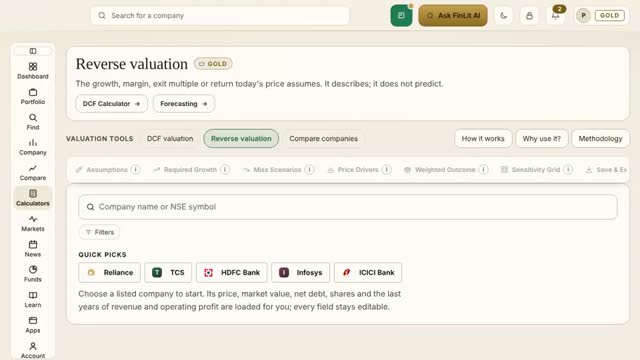 Search for a company
Ask FinLit AI
2
P
GOLD
Dashboard
Portfolio
Find
Company
Compare
Calculators
Markets
News
Funds
Learn
Apps
Account
Reverse valuation
GOLD
The growth, margin, exit multiple or return today's price assumes. It describes; it does not predict.
DCF Calculator →
Forecasting →
VALUATION TOOLS
DCF valuation
Reverse valuation
Compare companies
How it works
Why use it?
Methodology
Assumptions i
Required Growth i
Miss Scenarios i
Price Drivers i
Weighted Outcome i
Sensitivity Grid i
Save & Ex
Company name or NSE symbol
Filters
QUICK PICKS
Reliance
T TCS
HDFC Bank
i Infosys
ICICI Bank
Choose a listed company to start. Its price, market value, net debt, shares and the last
years of revenue and operating profit are loaded for you; every field stays editable.